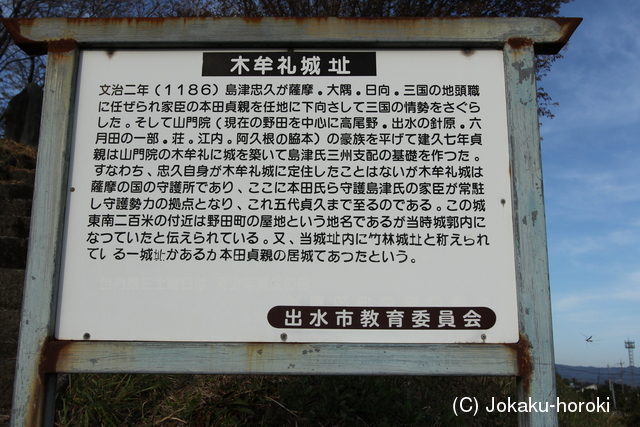 木牟礼城址
文治二年（1186）島津忠久が薩摩．大隅．日向．三国の地頭職
に任ぜられ家臣の本田貞親を任地に下向さして三国の情勢をさぐら
した。そして山門院（現在の野田を中心に高尾野．出水の針原．六
月田の一部．荘。江内。阿久根の脇本）の豪族を平げて建久七年貞
親は山門院の木牟礼に城を築いて島津氏三州支配の基礎を作つた。
すなわち、忠久自身が木牟礼城に定住したことはないが木牟礼城は
薩摩の国の守護所であり、ここに本田氏ら守護島津氏の家臣が常駐
し守護勢力の拠点となり、これ五代貞久まで至るのである。この城
東南二百米の付近は野田町の屋地という地名であるが当時城郭内に
なつていたと伝えられている。又、当城址内に竹林城址と称えられ
ている一城址があるが本田貞親の居城であつたという。
出水市教育委員会
(C) Jokaku-horoki